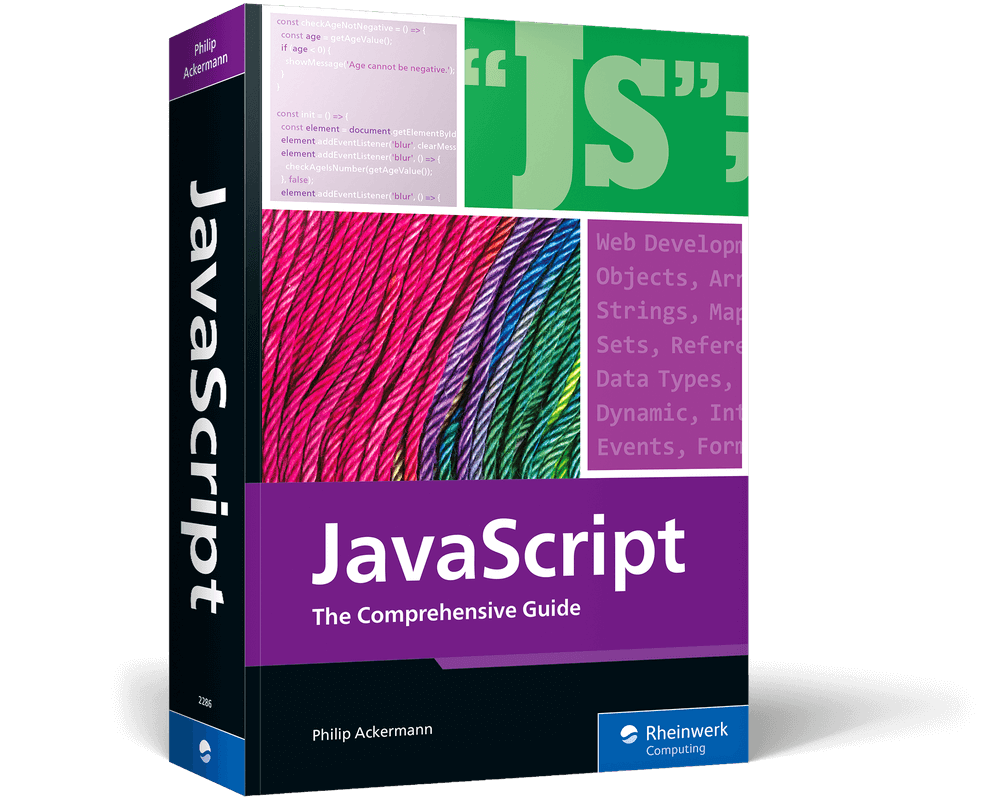 Philip
Ackermann
JavaScript
2286
const checkAgeNotNegative = () => {
const age = getAgeValue();
if (age < 0) {
showMessage('Age cannot be negative.');
}
}
const init = () => {
const element = document.getElementById
element.addEventListener('blur', clearMess
element.addEventListener('blur', () => {
checkAgeIsNumber(getAgeValue());
}, false);
element.addEventListener('blur', () => {
“Js”;
Web Developm
Objects, Arr
Strings, Map
Sets, Refere
Data Types,
Dynamic, Int
Events, Form
JavaScript
The Comprehensive Guide
Philip Ackermann
Rheinwerk
Computing